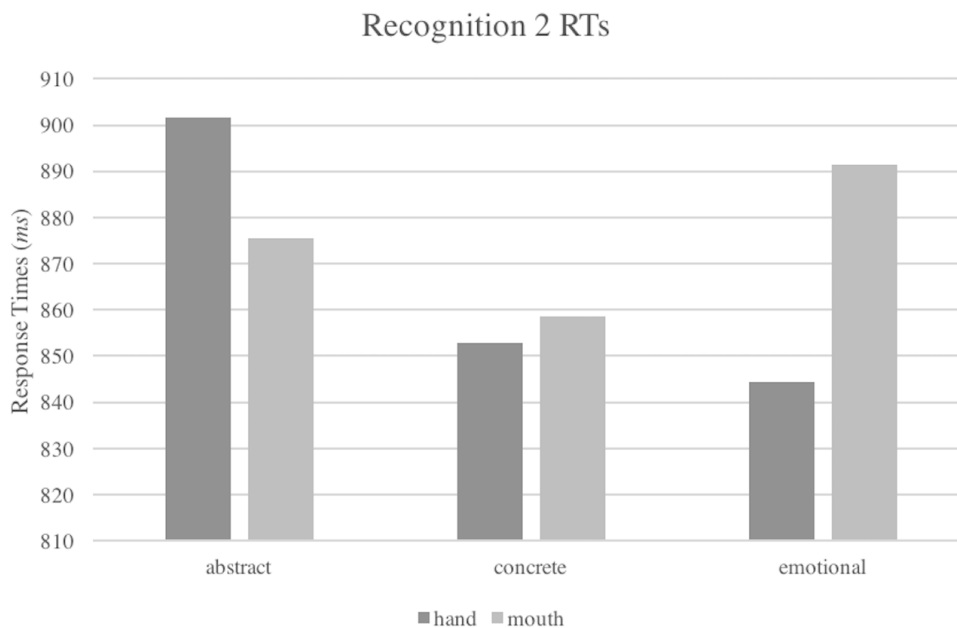 Recognition 2 RTs
910
900
890
880
870
860
850
840
830
820
810
Response Times (ms)
abstract concrete emotional
hand mouth